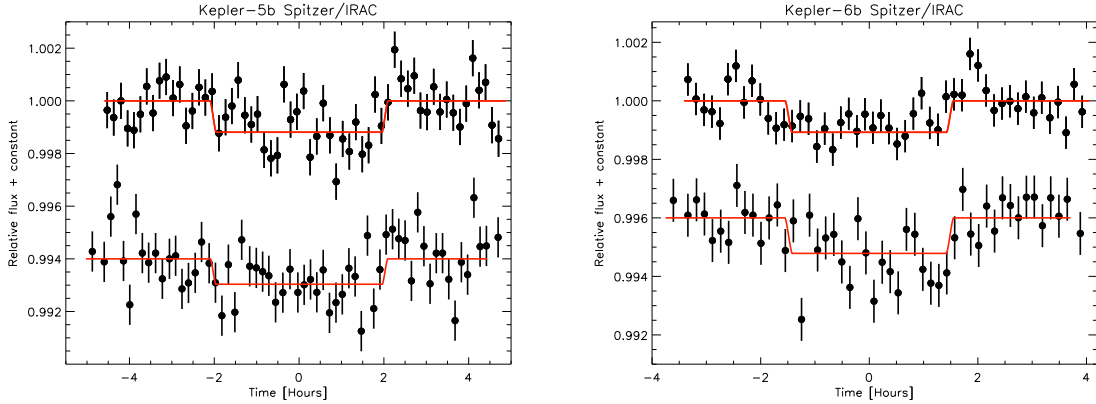 Kepler-5b Spitzer/IRAC
Relative flux + constant
1.002
1.000
0.998
0.996
0.994
0.992
−4 −2 0 2 4
Time [Hours]
Kepler-6b Spitzer/IRAC
Relative flux + constant
1.002
1.000
0.998
0.996
0.994
0.992
−4 −2 0 2 4
Time [Hours]